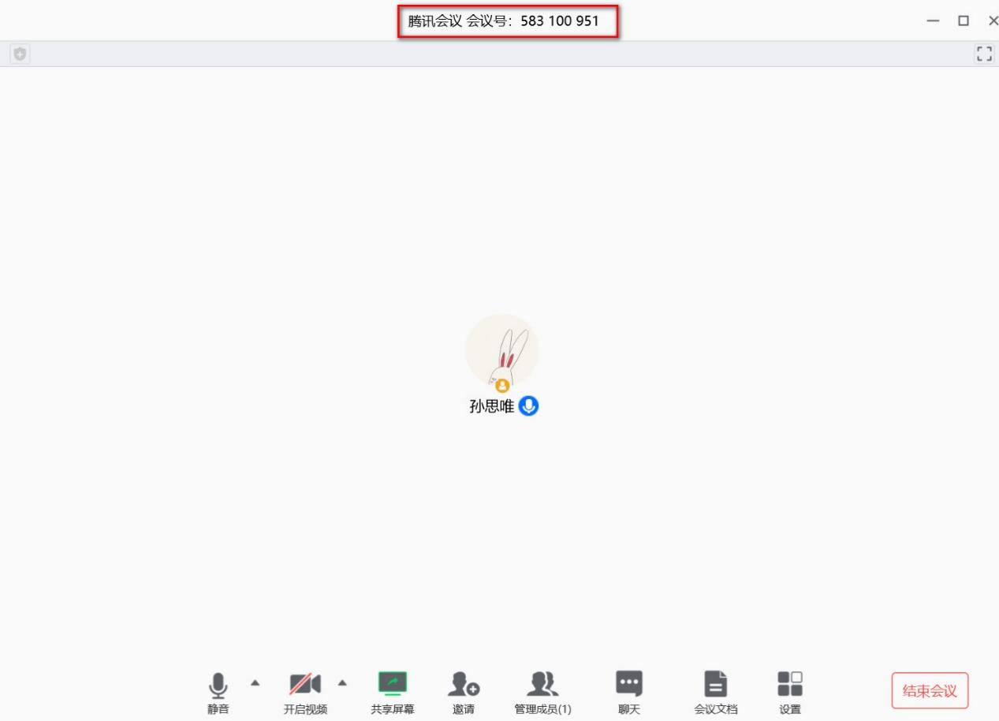 腾讯会议 会议号：583 100 951
孙思唯
静音
开启视频
共享屏幕
邀请
管理成员(1)
聊天
会议文档
设置
结束会议